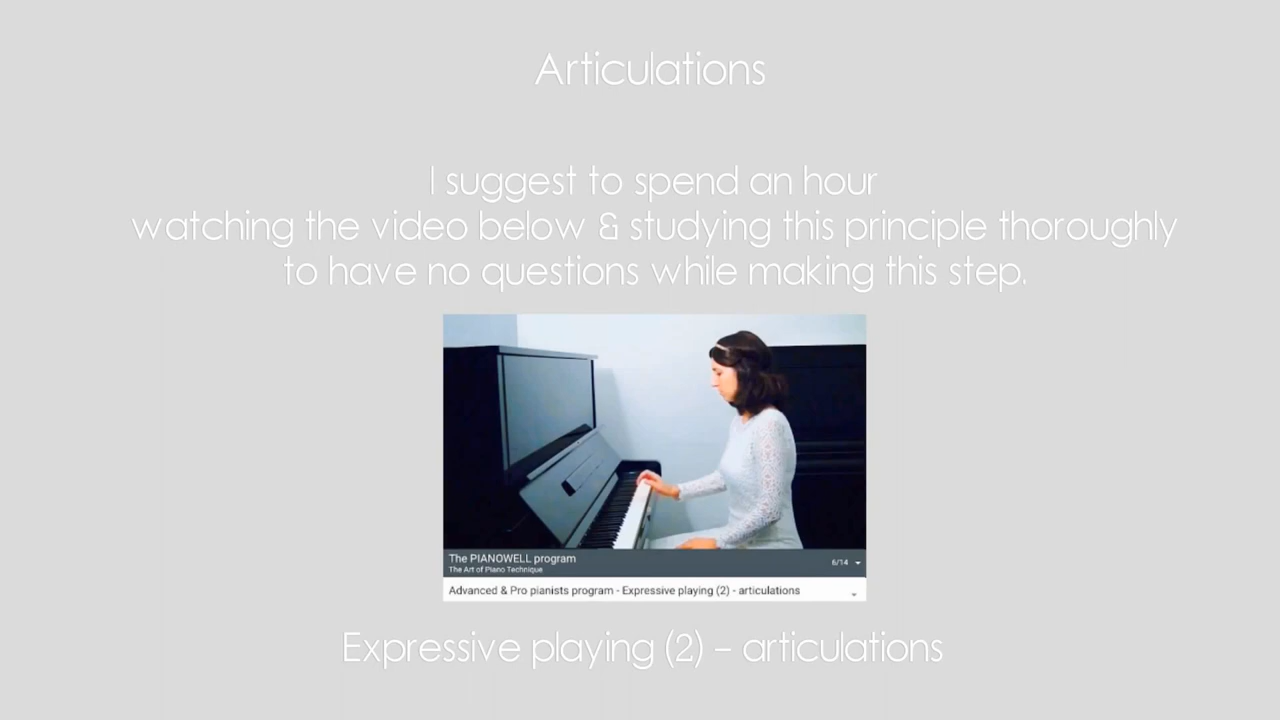 Articulations
I suggest to spend an hour
watching the video below & studying this principle thoroughly
to have no questions while making this step.
The PIANOWELL program
The Art of Piano Technique
6/14
Advanced & Pro pianists program - Expressive playing (2) - articulations
Expressive playing (2) – articulations